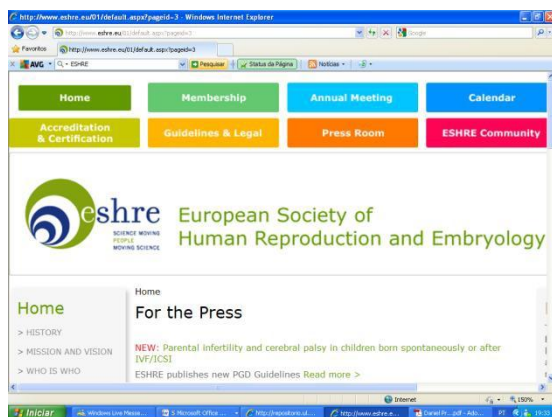 http://www.eshre.eu/01/default.aspx?pageid=3 - Windows Internet Explorer
http://www.eshre.eu/01/default.aspx?pageid=3
Google
Favoritos
http://www.eshre.eu/01/default.aspx?pageid=3
AVG
ESHRE
Pesquisar
Status da Página
Notícias
Home
Membership
Annual Meeting
Calendar
Accreditation
& Certification
Guidelines & Legal
Press Room
ESHRE Community
eshre
SCIENCE MOVING
PEOPLE
MOVING SCIENCE
European Society of
Human Reproduction and Embryology
Home
> HISTORY
> MISSION AND VISION
> WHO IS WHO
Home
For the Press
NEW: Parental infertility and cerebral palsy in children born spontaneously or after
IVF/ICSI
ESHRE publishes new PGD Guidelines Read more >
Internet
150%
Iniciar
Windows Live Messe...
5 Microsoft Office ...
http://repositorio.ul....
http://www.eshre.e...
Daniel Fr....pdf - Ado...
PT